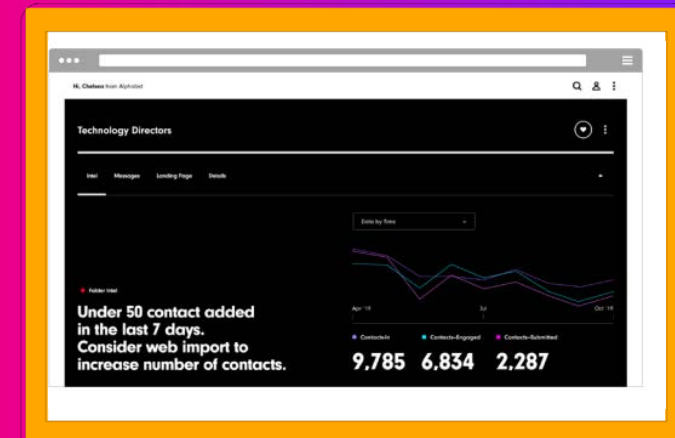 Hi, Chelsea from Alphabet
Technology Directors
Intel Messages Landing Page Details
Data by Time
Folder Intel
Under 50 contact added
in the last 7 days.
Consider web import to
increase number of contacts.
Apr '19 Jul Oct '19
Contacts-In Contacts-Engaged Contacts-Submitted
9,785 6,834 2,287